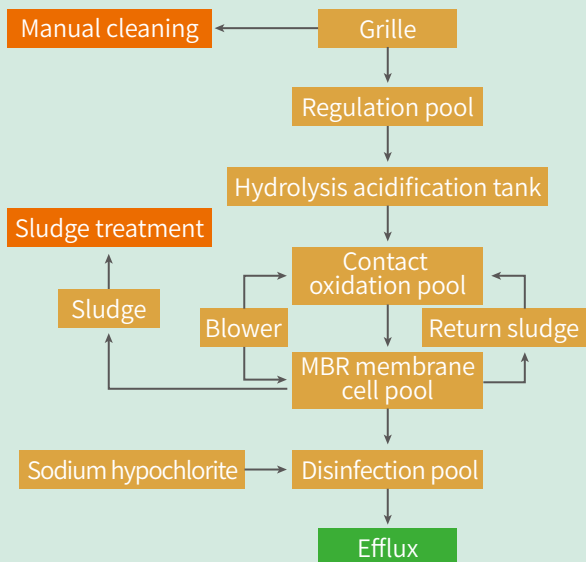 Manual cleaning
Grille
Regulation pool
Hydrolysis acidification tank
Sludge treatment
Contact
oxidation pool
Sludge
Blower
Return sludge
MBR membrane
cell pool
Sodium hypochlorite
Disinfection pool
Efflux